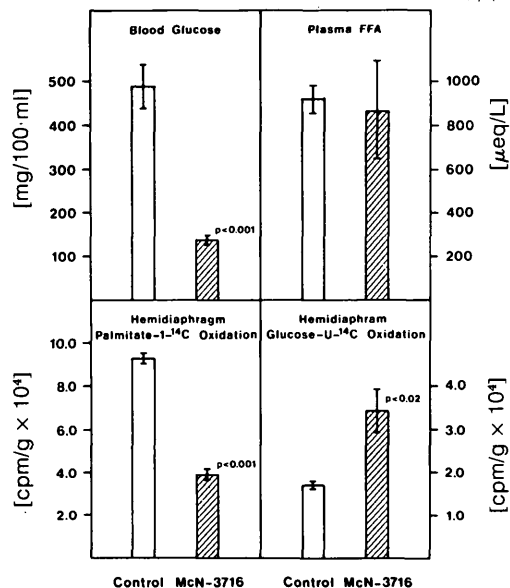 Blood Glucose
Plasma FFA
[mg/100·ml]
500
400
300
200
100
p<0.001
1000
800
600
400
200
[µeq/L]
Hemidiaphragm
Palmitate-1-¹⁴C Oxidation
Hemidiaphram
Glucose-U-¹⁴C Oxidation
[cpm/g × 10⁴]
10.0
8.0
6.0
4.0
2.0
p<0.001
p<0.02
4.0
3.0
2.0
1.0
[cpm/g × 10⁴]
Control McN-3716
Control McN-3716